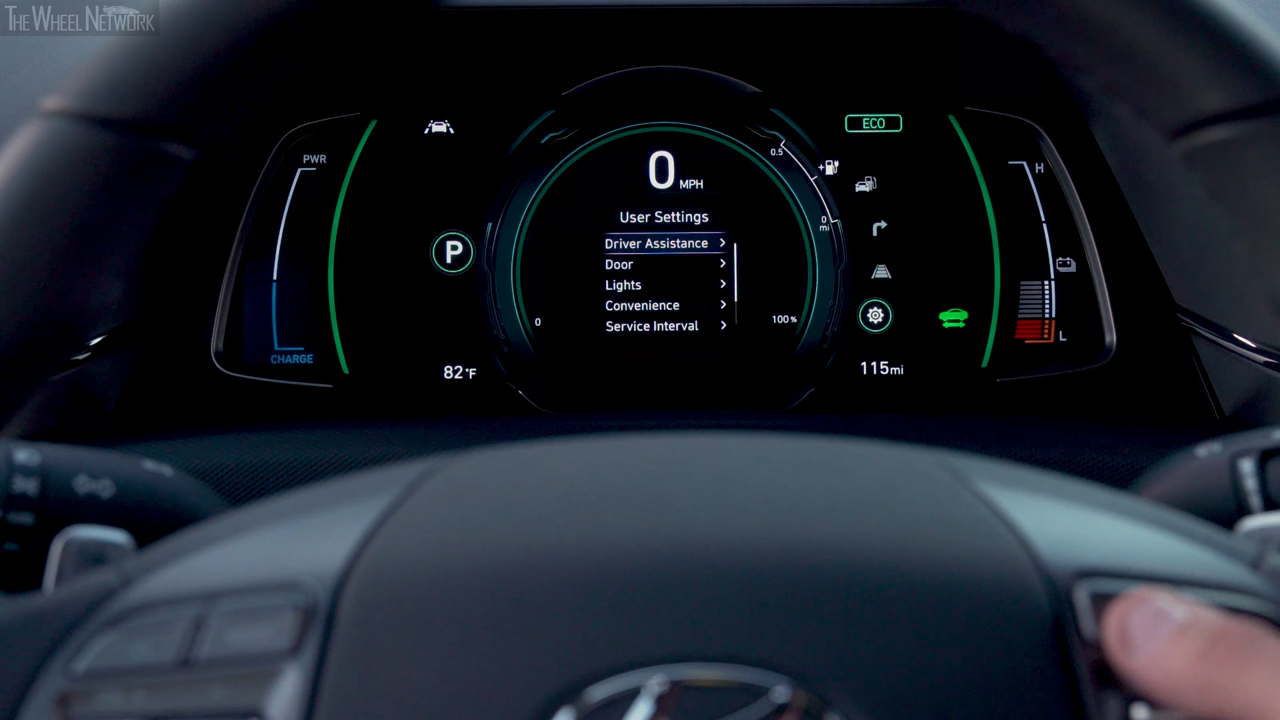 THE WHEEL NETWORK
PWR
CHARGE
P
82°F
0 MPH
User Settings
Driver Assistance >
Door >
Lights >
Convenience >
Service Interval >
0
100 %
0.5
0
mi
+
ECO
115mi
H
L